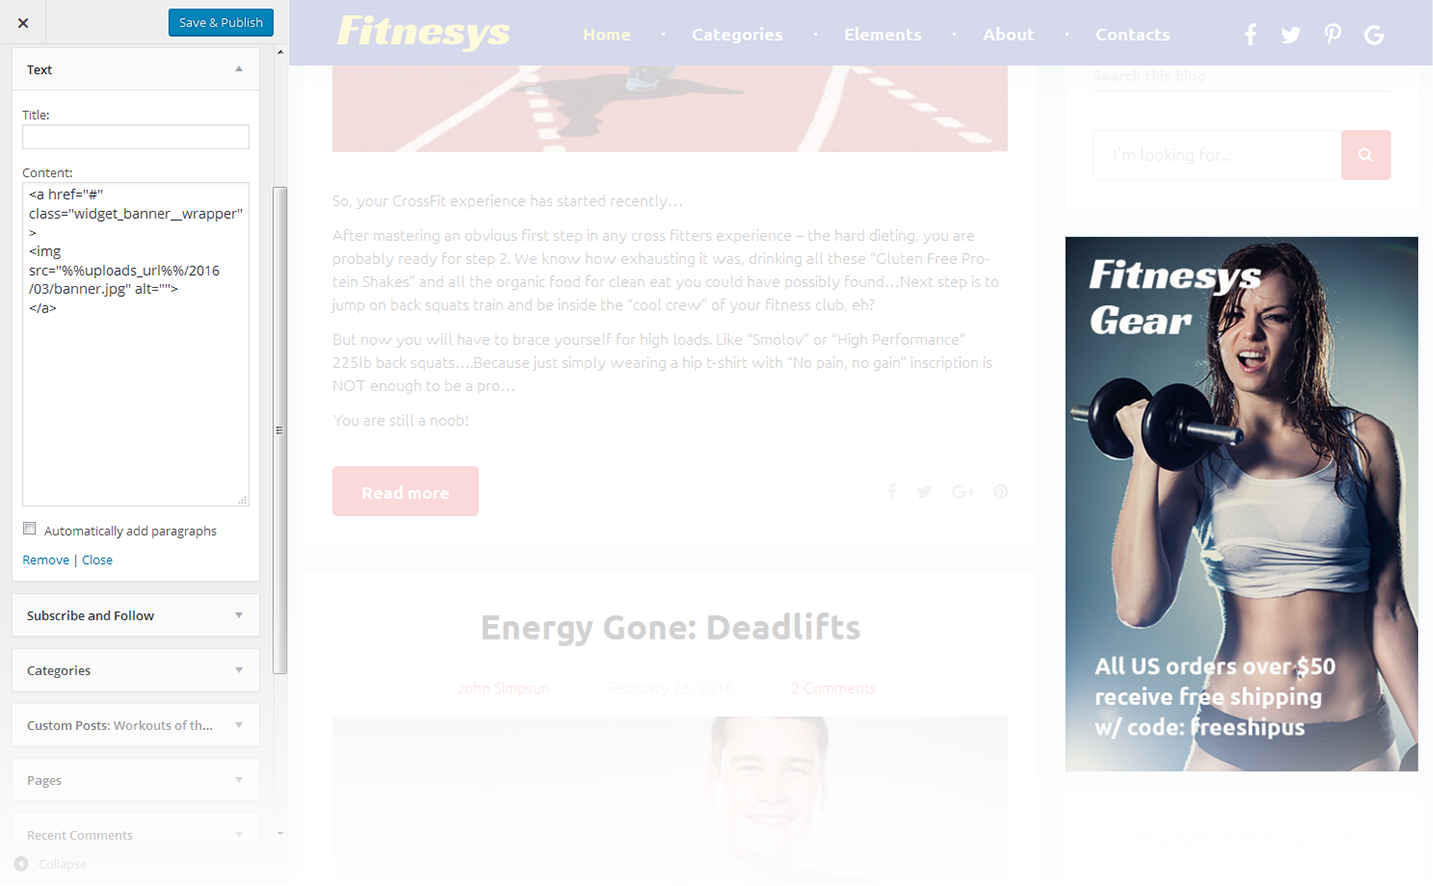 Save & Publish
Text
Title:
Content:
<a href="#"
class="widget_banner__wrapper"
>
<img
src="%%uploads_url%%/2016
/03/banner.jpg" alt="">
</a>
Automatically add paragraphs
Remove | Close
Subscribe and Follow
Categories
Custom Posts: Workouts of th...
Pages
Recent Comments
Collapse
Fitnesys
Home · Categories · Elements · About · Contacts
So, your CrossFit experience has started recently…
After mastering an obvious first step in any cross fitters experience – the hard dieting, you are
probably ready for step 2. We know how exhausting it was, drinking all these “Gluten Free Pro-
tein Shakes” and all the organic food for clean eat you could have possibly found…Next step is to
jump on back squats train and be inside the “cool crew” of your fitness club, eh?
But now you will have to brace yourself for high loads. Like “Smolov” or “High Performance”
225lb back squats….Because just simply wearing a hip t-shirt with “No pain, no gain” inscription is
NOT enough to be a pro…
You are still a noob!
Read more
Energy Gone: Deadlifts
John Simpsun · February 25, 2016 · 2 Comments
Search this blog
I'm looking for...
Fitnesys
Gear
All US orders over $50
receive free shipping
w/ code: freeshipus